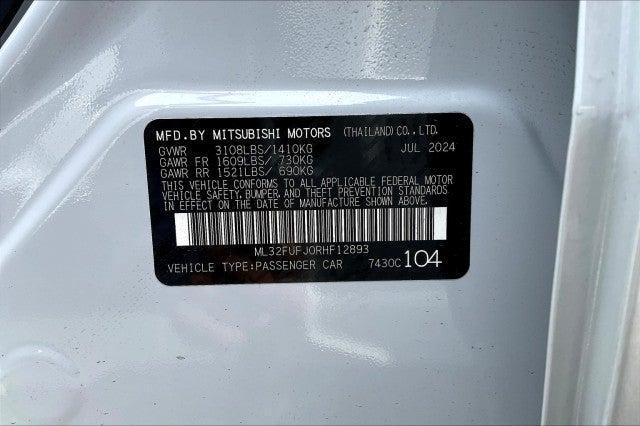 MFD. BY MITSUBISHI MOTORS (THAILAND) CO., LTD.
GVWR 3108LBS/1410KG JUL 2024
GAWR FR 1609LBS/ 730KG
GAWR RR 1521LBS/ 690KG
THIS VEHICLE CONFORMS TO ALL APPLICABLE FEDERAL MOTOR
VEHICLE SAFETY, BUMPER, AND THEFT PREVENTION STANDARDS
IN EFFECT ON THE DATE OF MANUFACTURE SHOWN ABOVE.
ML32FUFJ0RHF12893
VEHICLE TYPE:PASSENGER CAR 7430C 104